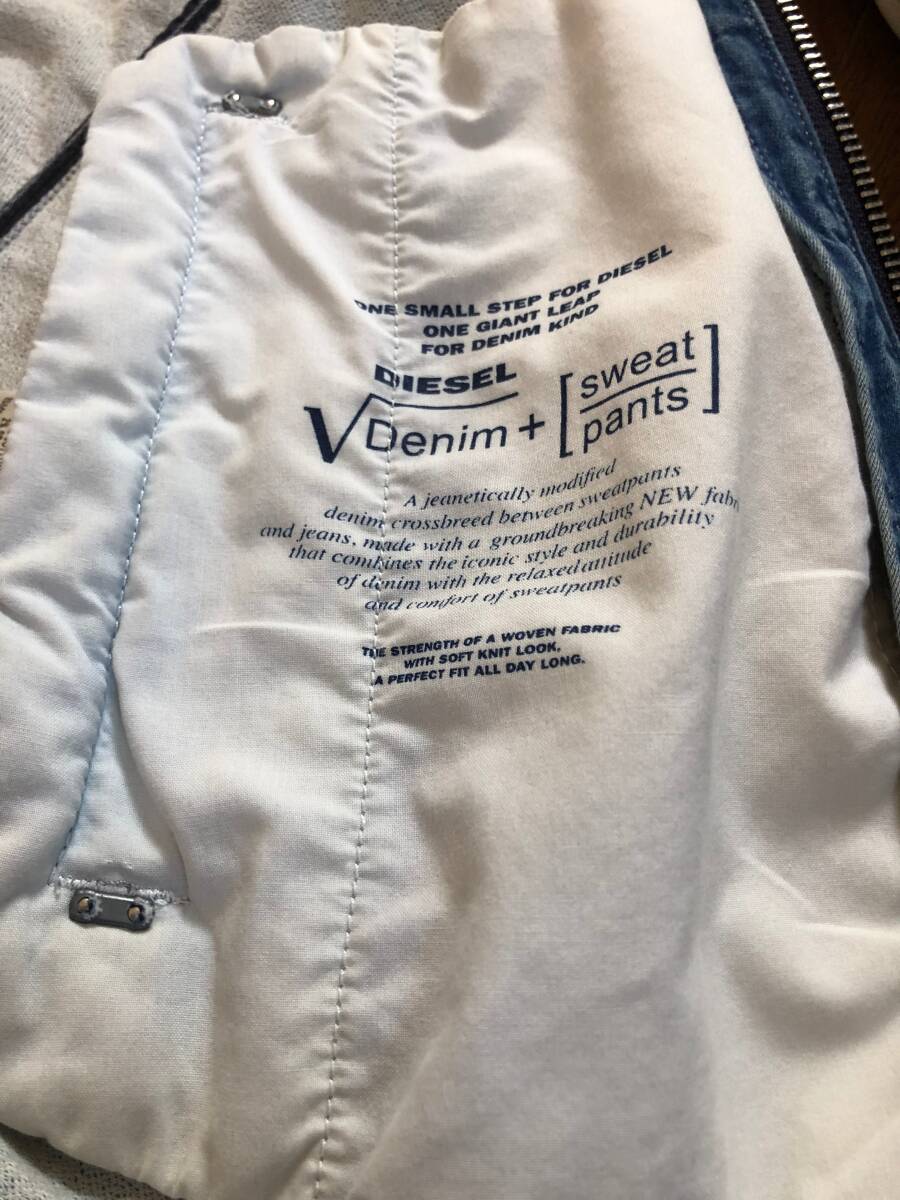 ONE SMALL STEP FOR DIESEL
ONE GIANT LEAP
FOR DENIM KIND
DIESEL
√Denim + [sweat
pants]
A jeanetically modified
denim crossbreed between sweatpants
and jeans, made with a groundbreaking NEW
that combines the iconic style and durability
of denim with the relaxed attitude
and comfort of sweatpants
THE STRENGTH OF A WOVEN FABRIC
WITH SOFT KNIT LOOK,
A PERFECT FIT ALL DAY LONG.